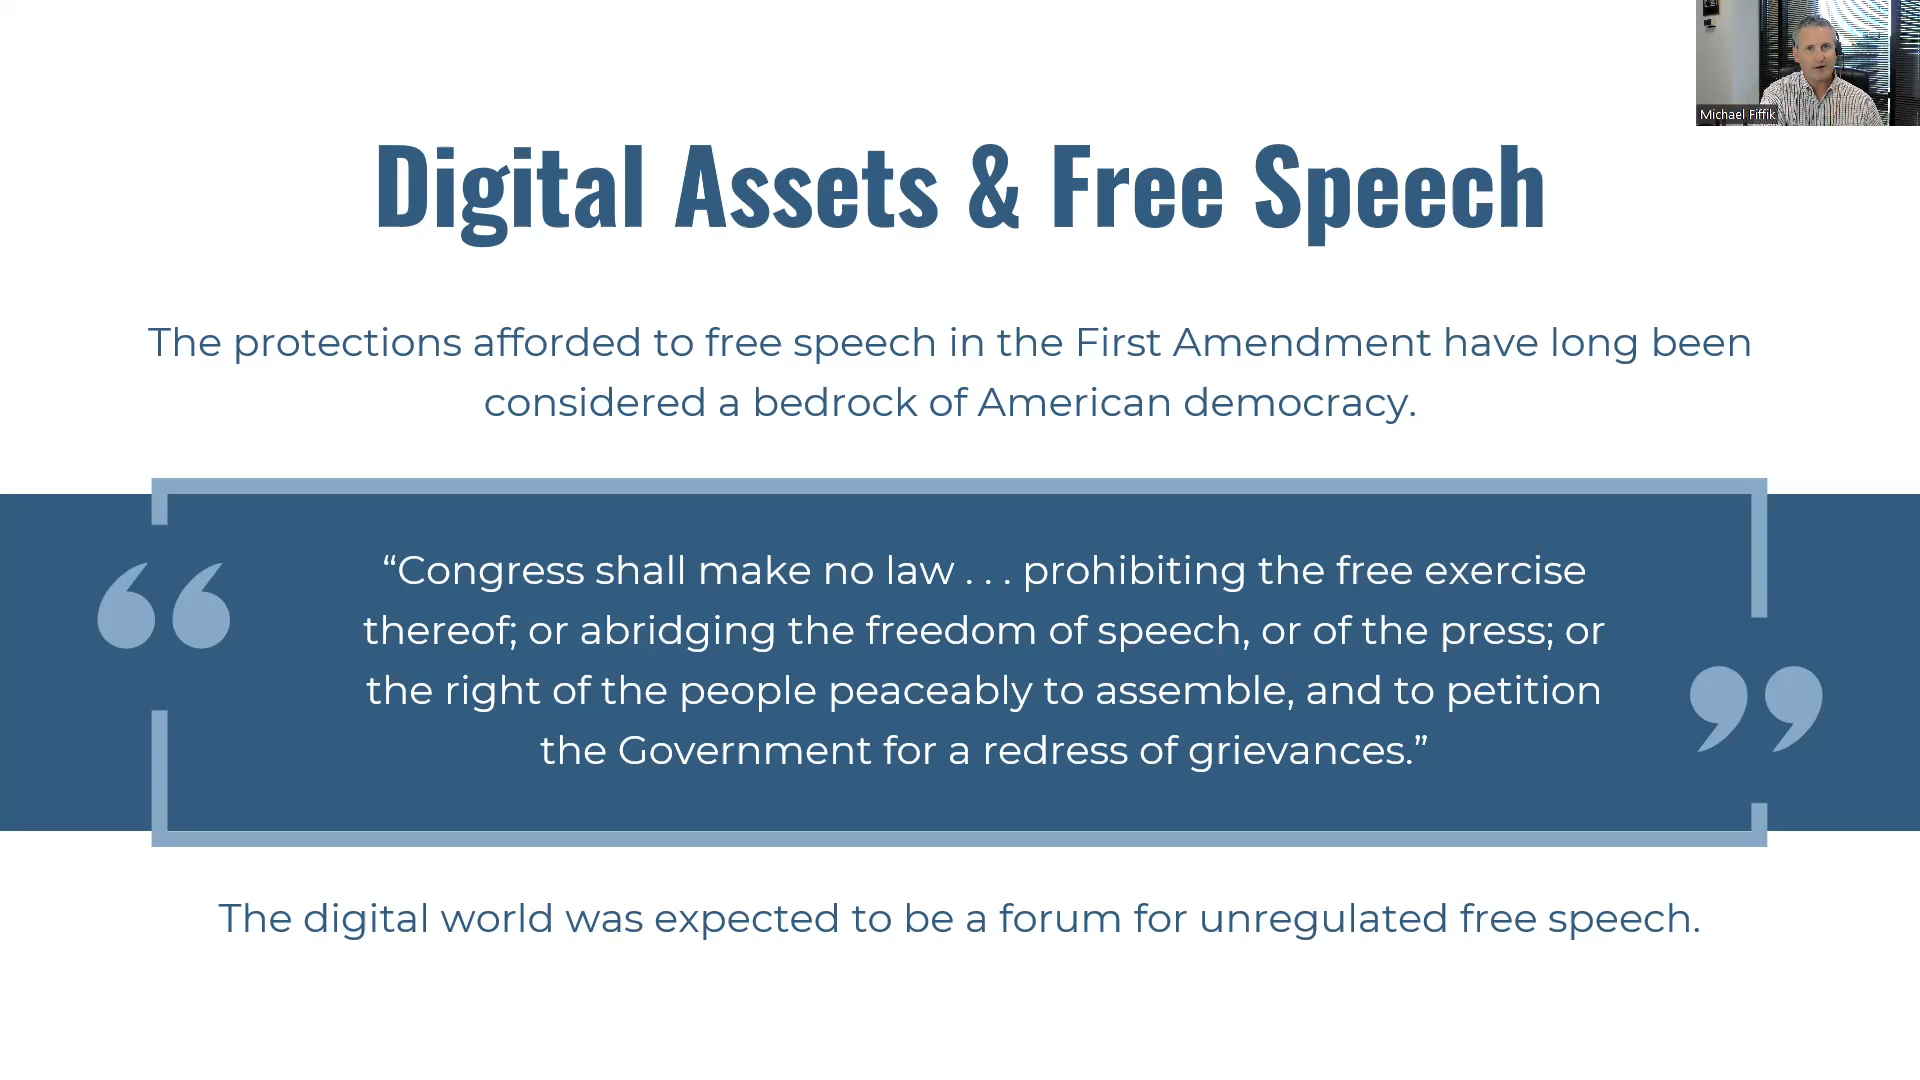 Michael Fiffik
Digital Assets & Free Speech
The protections afforded to free speech in the First Amendment have long been
considered a bedrock of American democracy.
“Congress shall make no law . . . prohibiting the free exercise
thereof; or abridging the freedom of speech, or of the press; or
the right of the people peaceably to assemble, and to petition
the Government for a redress of grievances.”
The digital world was expected to be a forum for unregulated free speech.